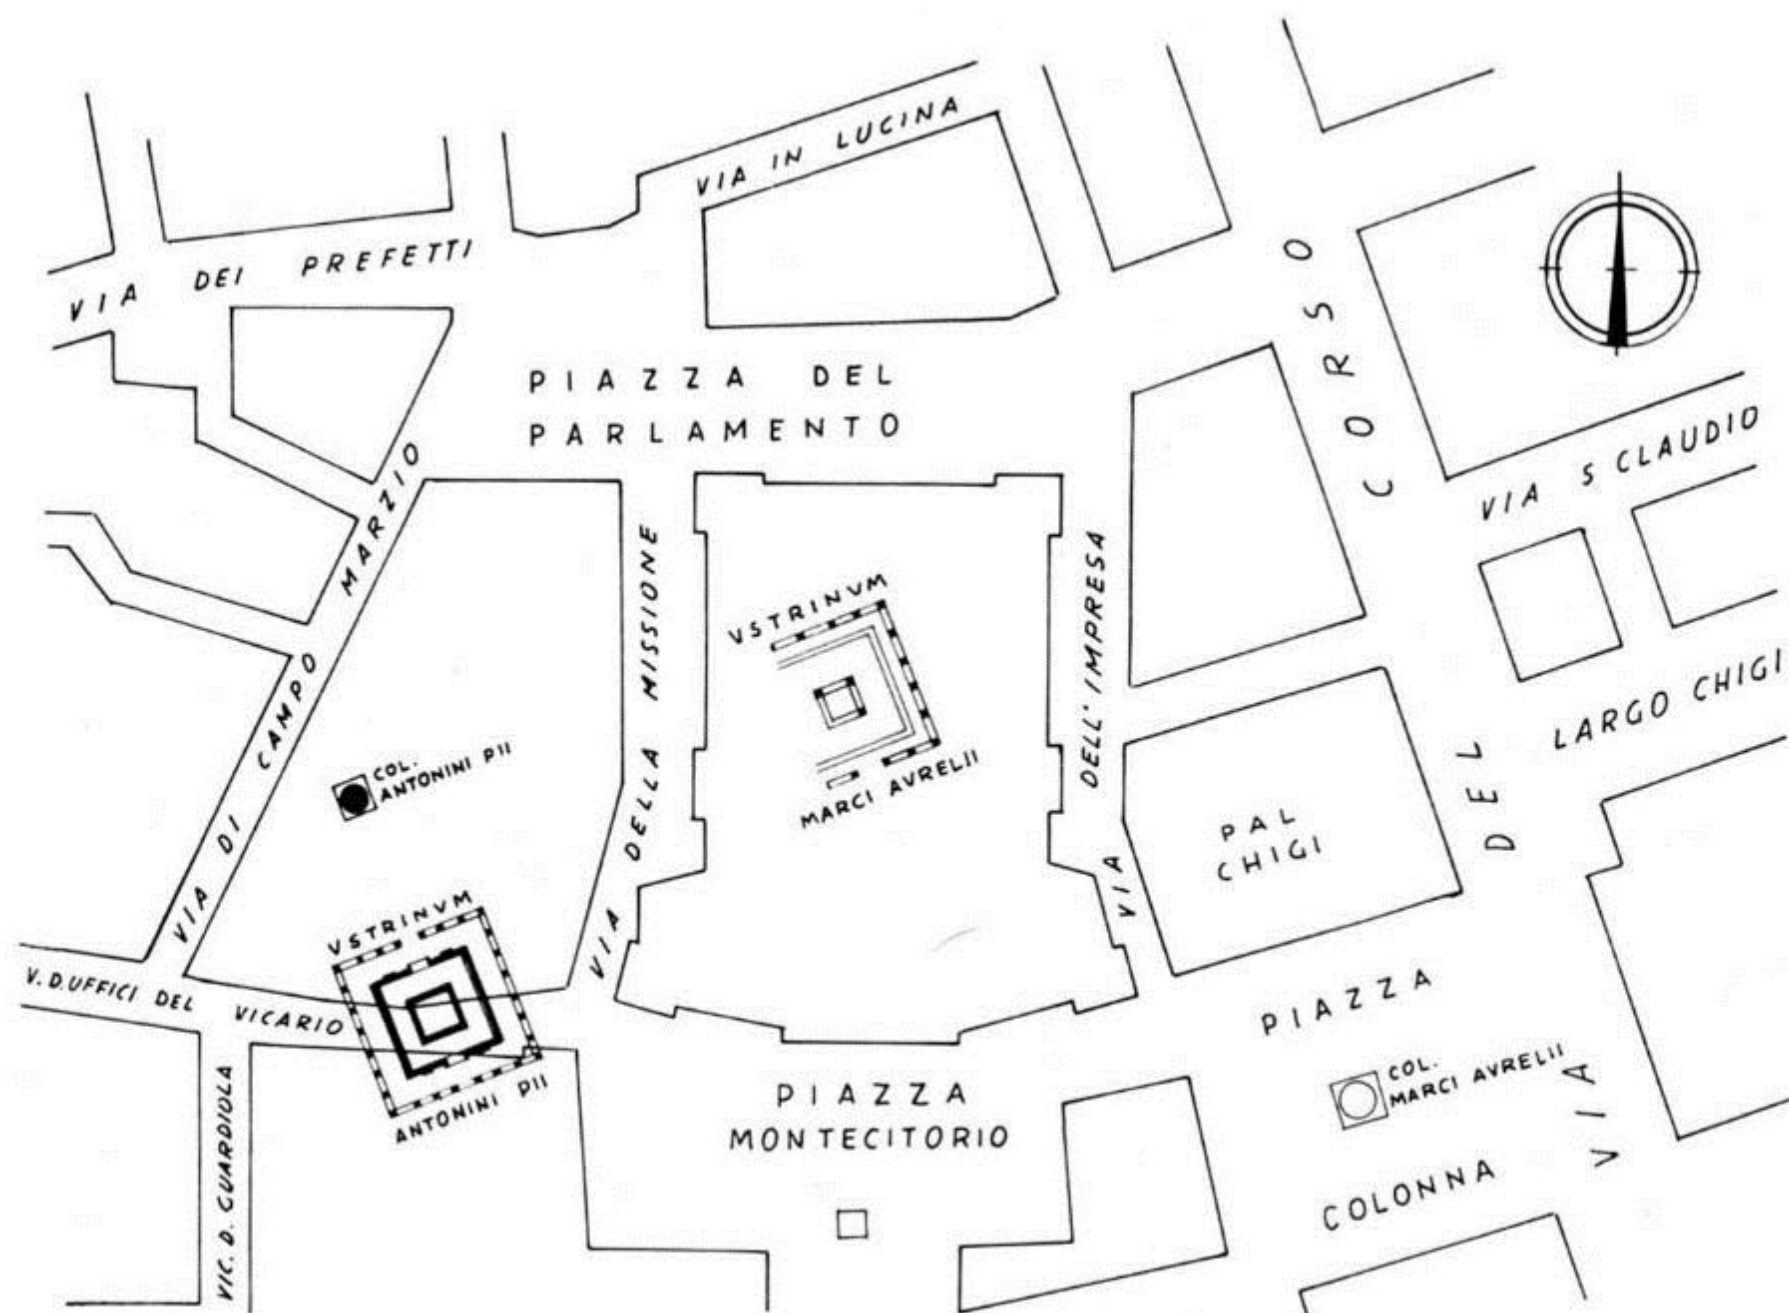 VIA IN LUCINA
VIA DEI PREFETTI
PIAZZA DEL
PARLAMENTO
CORSO
VIA S CLAUDIO
VIA DI CAMPO MARZIO
VIA DELLA MISSIONE
VSTRINVM
MARCI AVRELII
VIA DELL'IMPRESA
LARGO CHIGI
DEL
COL.
ANTONINI PII
PAL
CHIGI
VSTRINVM
ANTONINI PII
V.D.UFFICI DEL VICARIO
VIC. D. GUARDIOLA
PIAZZA
MONTECITORIO
PIAZZA
COL.
MARCI AVRELII
COLONNA
VIA